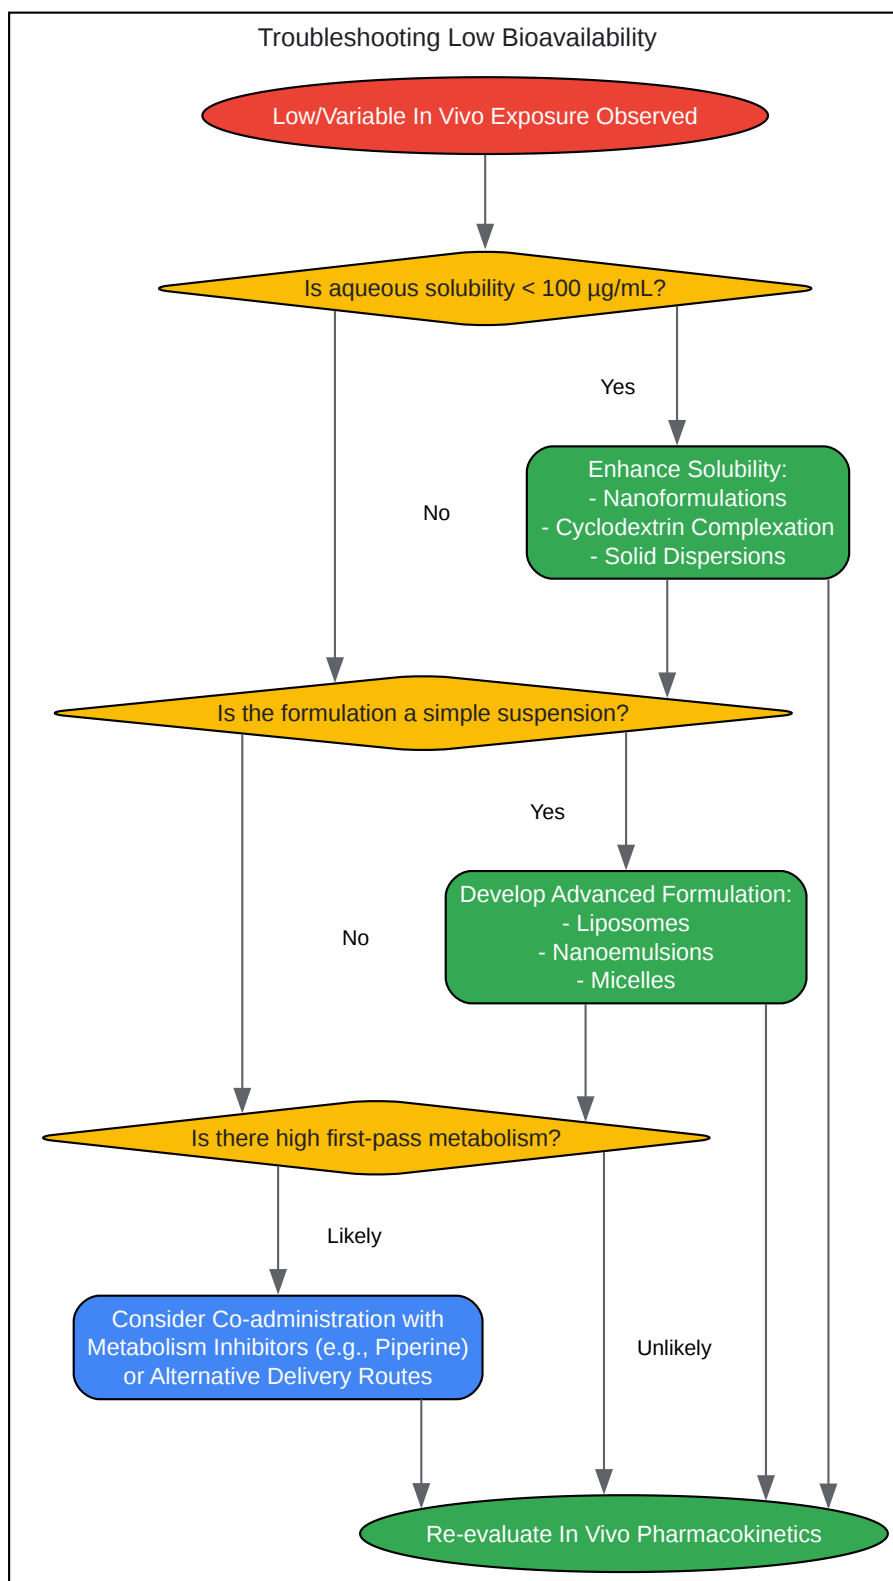 Troubleshooting Low Bioavailability
Low/Variable In Vivo Exposure Observed
Is aqueous solubility < 100 µg/mL?
Yes
Enhance Solubility:
- Nanoformulations
- Cyclodextrin Complexation
- Solid Dispersions
No
Is the formulation a simple suspension?
Yes
Develop Advanced Formulation:
- Liposomes
- Nanoemulsions
- Micelles
No
Is there high first-pass metabolism?
Likely
Consider Co-administration with
Metabolism Inhibitors (e.g., Piperine)
or Alternative Delivery Routes
Unlikely
Re-evaluate In Vivo Pharmacokinetics